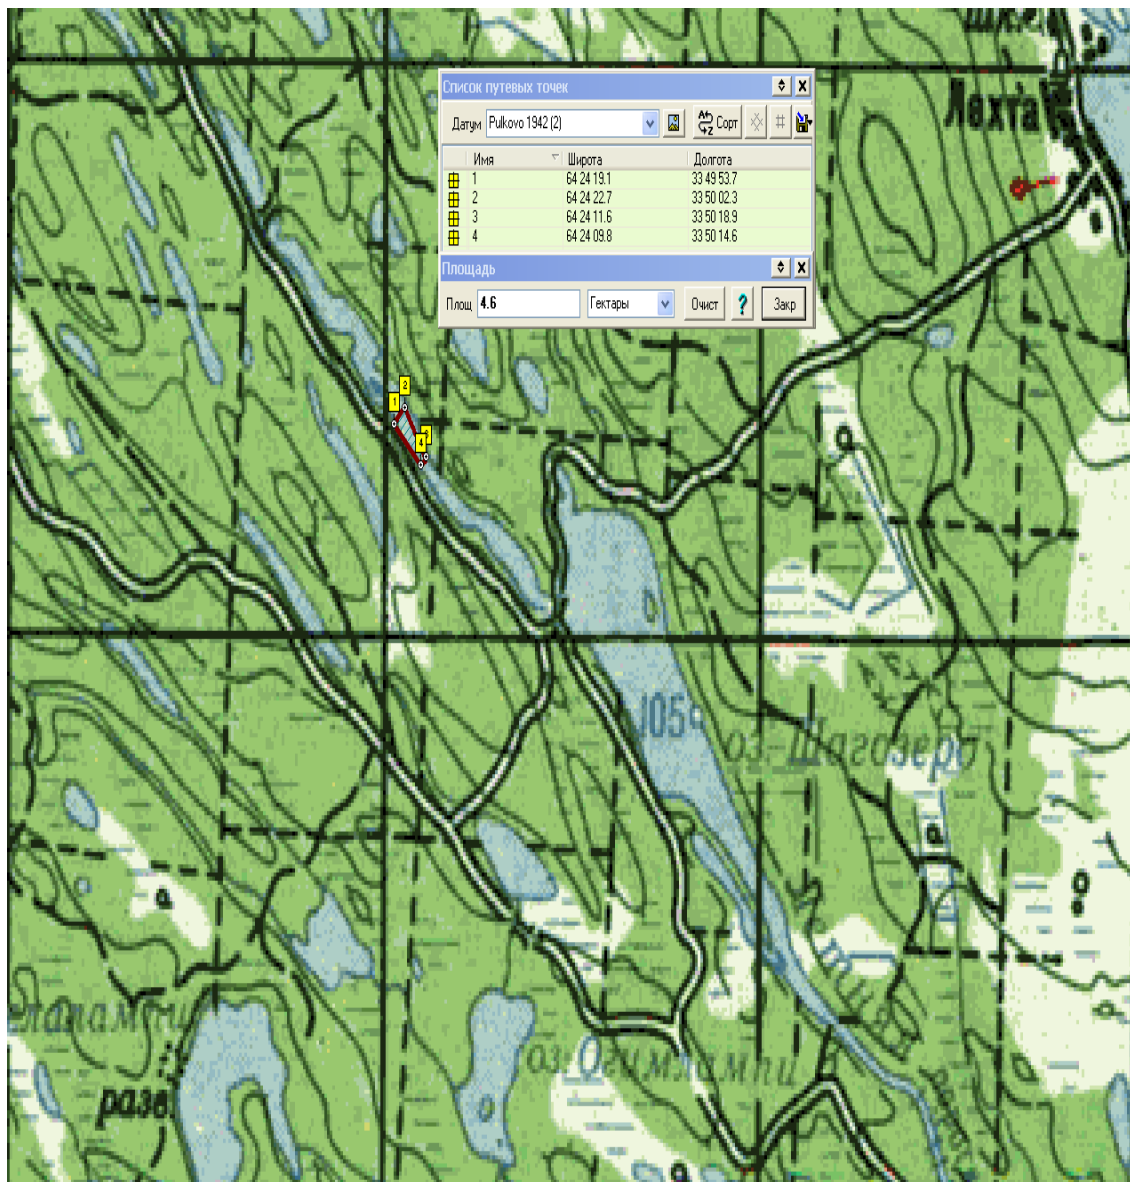 Лехта
Список путевых точек
Датум Pulkovo 1942 (2) Сорт
Имя Широта Долгота
1 64 24 19.1 33 49 53.7
2 64 24 22.7 33 50 02.3
3 64 24 11.6 33 50 18.9
4 64 24 09.8 33 50 14.6
Площадь
Площ 4.6 Гектары Очист ? Закр
2
1
3
4
105
оз. Шагозеро
оз. Огимлампи
разв.